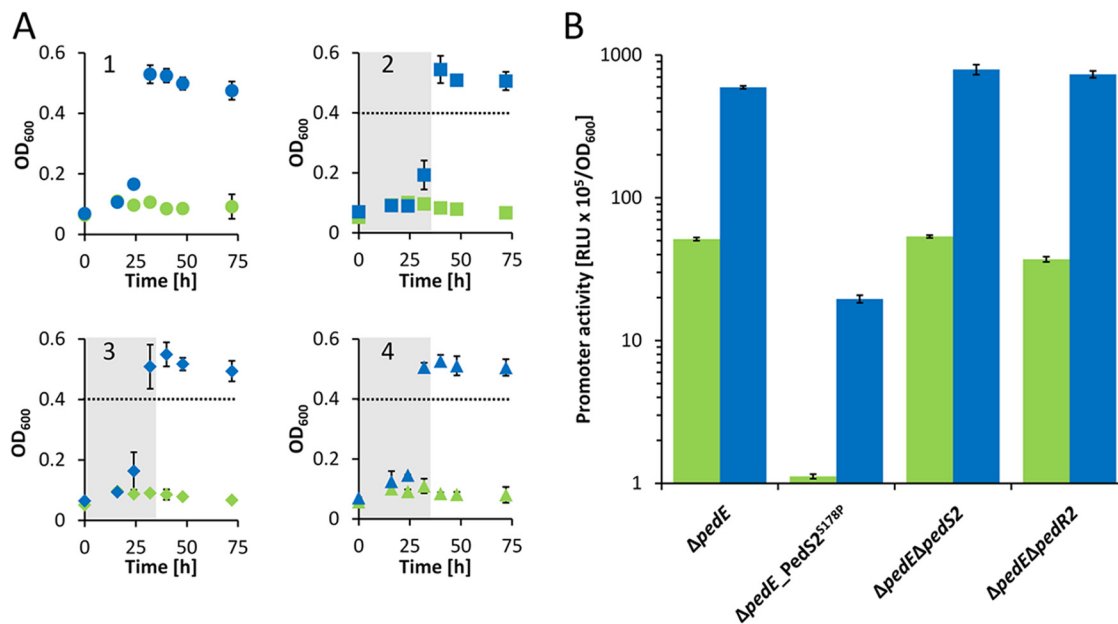 A
B
1
0.6
0.4
0.2
0
OD600
0 25 50 75
Time [h]
2
0.6
0.4
0.2
0
OD600
0 25 50 75
Time [h]
3
0.6
0.4
0.2
0
OD600
0 25 50 75
Time [h]
4
0.6
0.4
0.2
0
OD600
0 25 50 75
Time [h]
Promoter activity [RLU x 10⁵/OD600]
1000
100
10
1
ΔpedE
ΔpedE_PedS2S178P
ΔpedEΔpedS2
ΔpedEΔpedR2